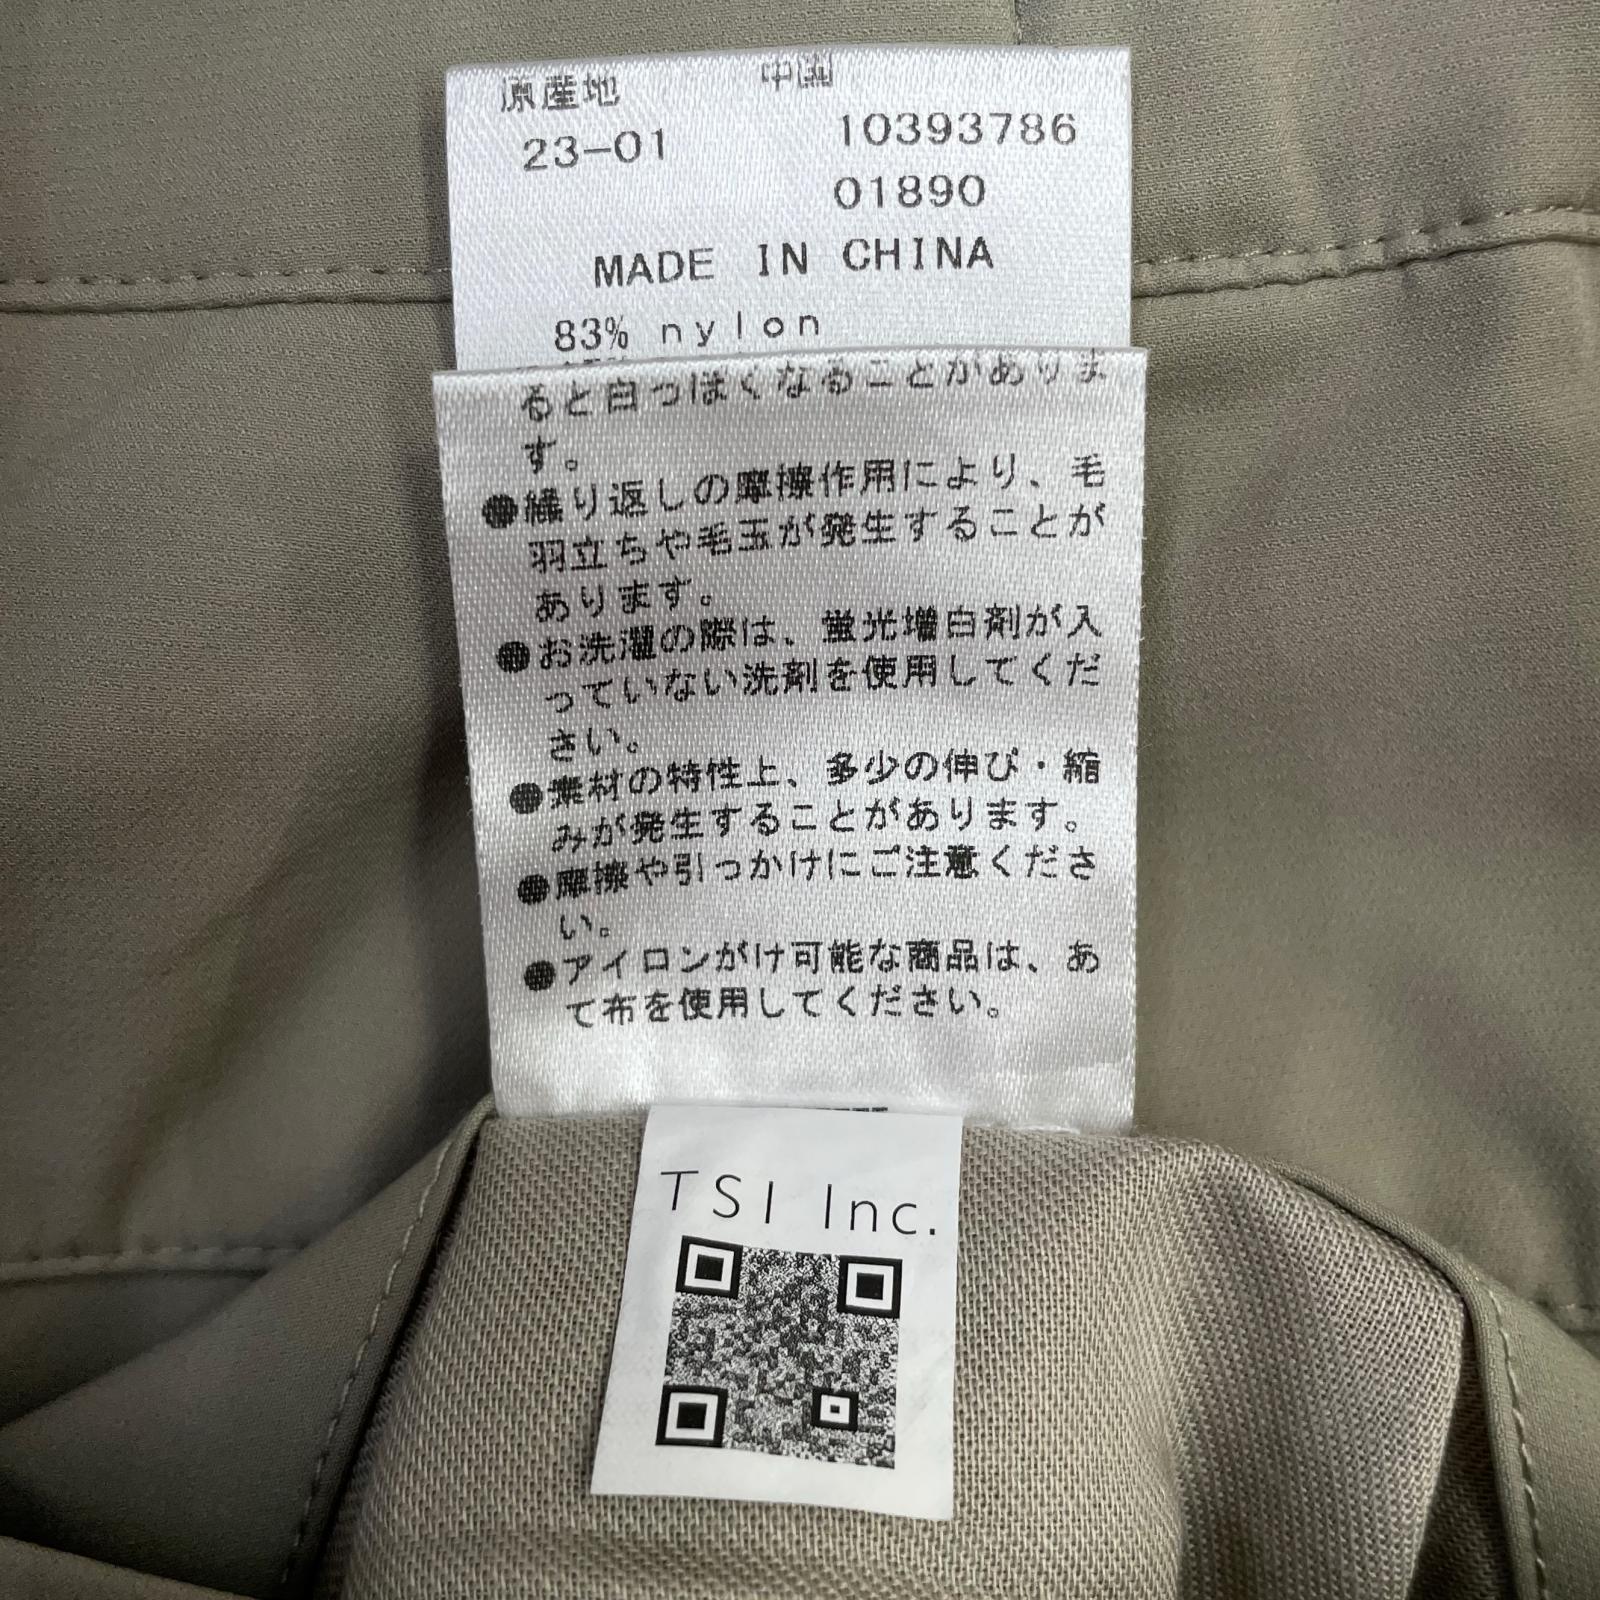 原産地 中国
23-01 10393786
01890
MADE IN CHINA
83% nylon
ると白っぽくなることがありま
す。
●繰り返しの摩擦作用により、毛
羽立ちや毛玉が発生することが
あります。
●お洗濯の際は、蛍光増白剤が入
っていない洗剤を使用してくだ
さい。
●素材の特性上、多少の伸び・縮
みが発生することがあります。
●摩擦や引っかけにご注意くださ
い。
●アイロンがけ可能な商品は、あ
て布を使用してください。
TSI Inc.